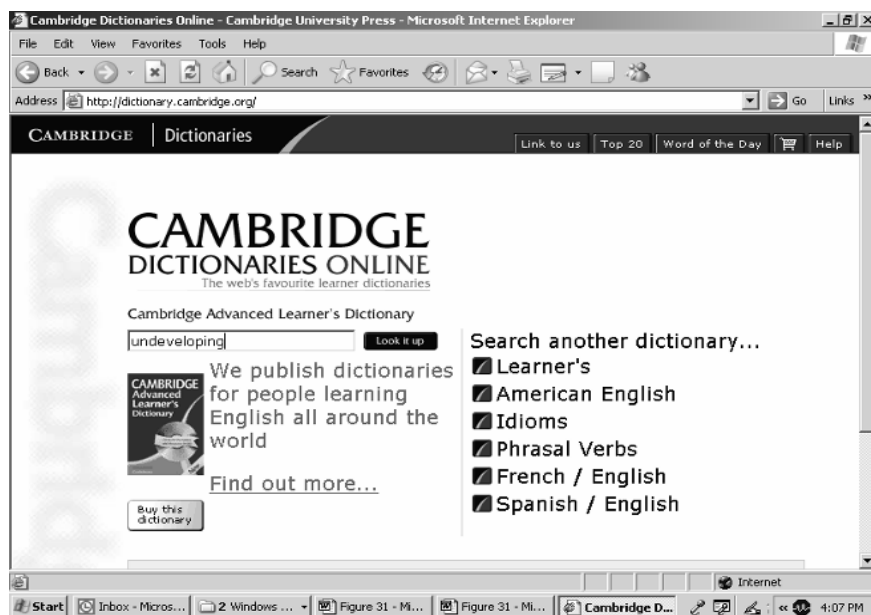 Cambridge Dictionaries Online - Cambridge University Press - Microsoft Internet Explorer
File Edit View Favorites Tools Help
Back Search Favorites
Address http://dictionary.cambridge.org/ Go Links »
CAMBRIDGE Dictionaries
Link to us Top 20 Word of the Day Help
Cambrid
CAMBRIDGE
DICTIONARIES ONLINE
The web's favourite learner dictionaries
Cambridge Advanced Learner's Dictionary
undeveloping Look it up
We publish dictionaries
for people learning
English all around the
world
Find out more...
CAMBRIDGE
Advanced
Learner's
Dictionary
Buy this
dictionary
Search another dictionary...
Learner's
American English
Idioms
Phrasal Verbs
French / English
Spanish / English
Internet
Start Inbox - Micros... 2 Windows ... Figure 31 - Mi... Figure 31 - Mi... Cambridge D... « 4:07 PM